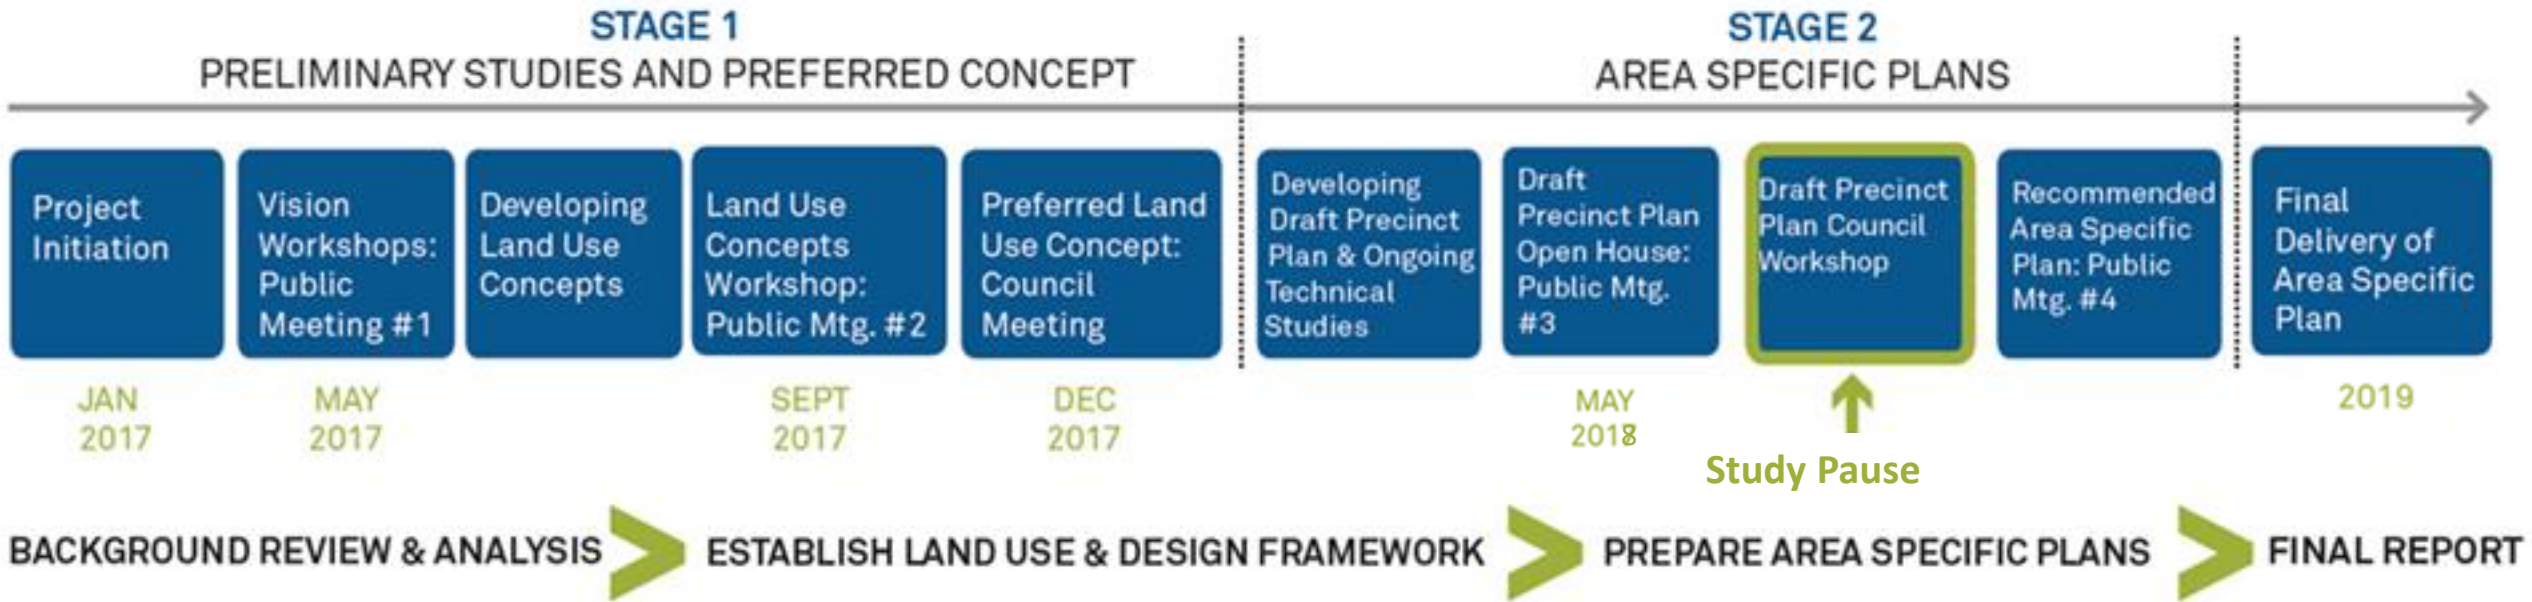 STAGE 1
PRELIMINARY STUDIES AND PREFERRED CONCEPT
STAGE 2
AREA SPECIFIC PLANS
Project
Initiation
Vision
Workshops:
Public
Meeting #1
Developing
Land Use
Concepts
Land Use
Concepts
Workshop:
Public Mtg. #2
Preferred Land
Use Concept:
Council
Meeting
Developing
Draft Precinct
Plan & Ongoing
Technical
Studies
Draft
Precinct Plan
Open House:
Public Mtg.
#3
Draft Precinct
Plan Council
Workshop
Recommended
Area Specific
Plan: Public
Mtg. #4
Final
Delivery of
Area Specific
Plan
JAN
2017
MAY
2017
SEPT
2017
DEC
2017
MAY
2018
Study Pause
2019
BACKGROUND REVIEW & ANALYSIS
ESTABLISH LAND USE & DESIGN FRAMEWORK
PREPARE AREA SPECIFIC PLANS
FINAL REPORT